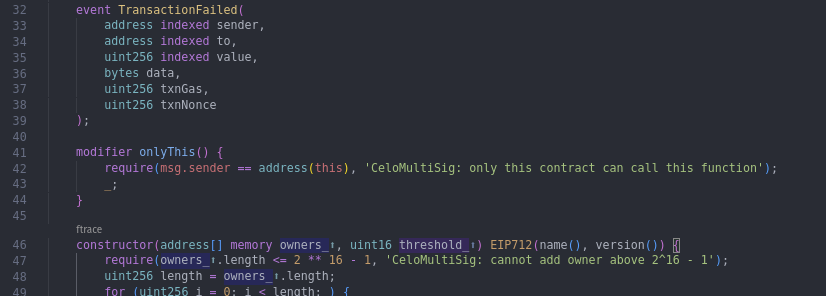 32 event TransactionFailed(
33 address indexed sender,
34 address indexed to,
35 uint256 indexed value,
36 bytes data,
37 uint256 txnGas,
38 uint256 txnNonce
39 );
40
41 modifier onlyThis() {
42 require(msg.sender == address(this), 'CeloMultiSig: only this contract can call this function');
43 _;
44 }
45
ftrace
46 constructor(address[] memory owners_⬆, uint16 threshold_⬆) EIP712(name(), version()) {
47 require(owners_⬆.length <= 2 ** 16 - 1, 'CeloMultiSig: cannot add owner above 2^16 - 1');
48 uint256 length = owners_⬆.length;
49 for (uint256 i = 0; i < length; ) {